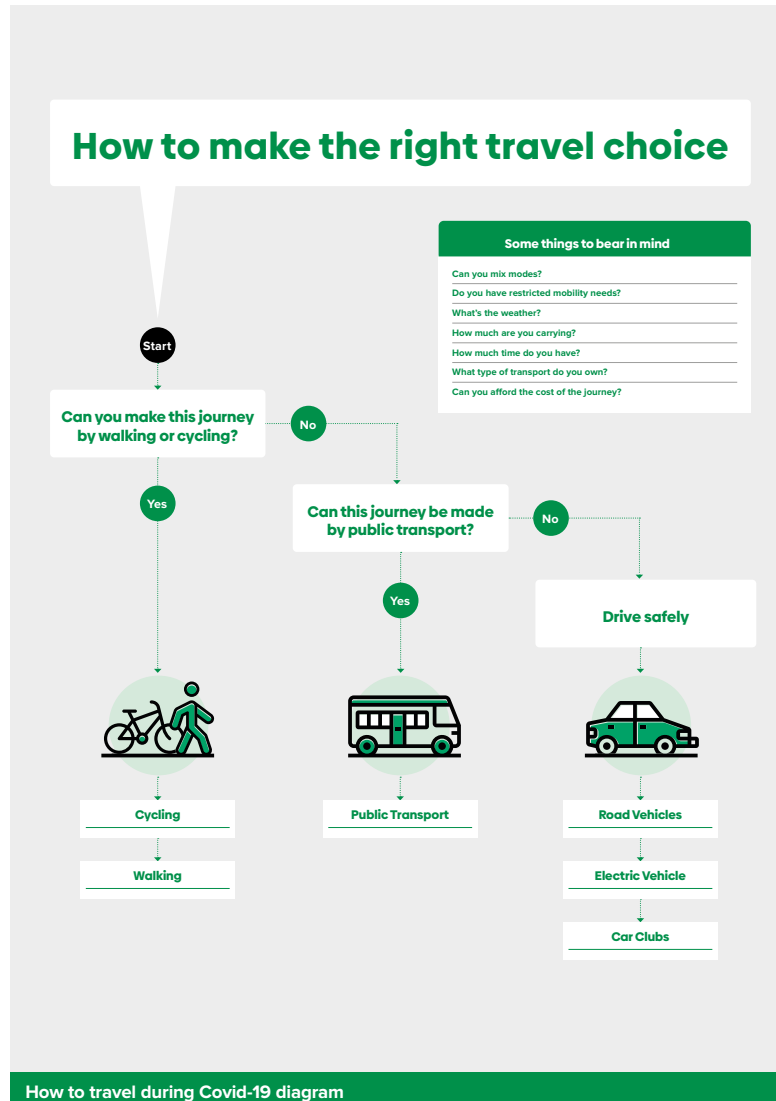 How to make the right travel choice
Some things to bear in mind
Can you mix modes?
Do you have restricted mobility needs?
What's the weather?
How much are you carrying?
How much time do you have?
What type of transport do you own?
Can you afford the cost of the journey?
Start
Can you make this journey
by walking or cycling?
No
Yes
Can this journey be made
by public transport?
No
Yes
Drive safely
Cycling
Walking
Public Transport
Road Vehicles
Electric Vehicle
Car Clubs
How to travel during Covid-19 diagram